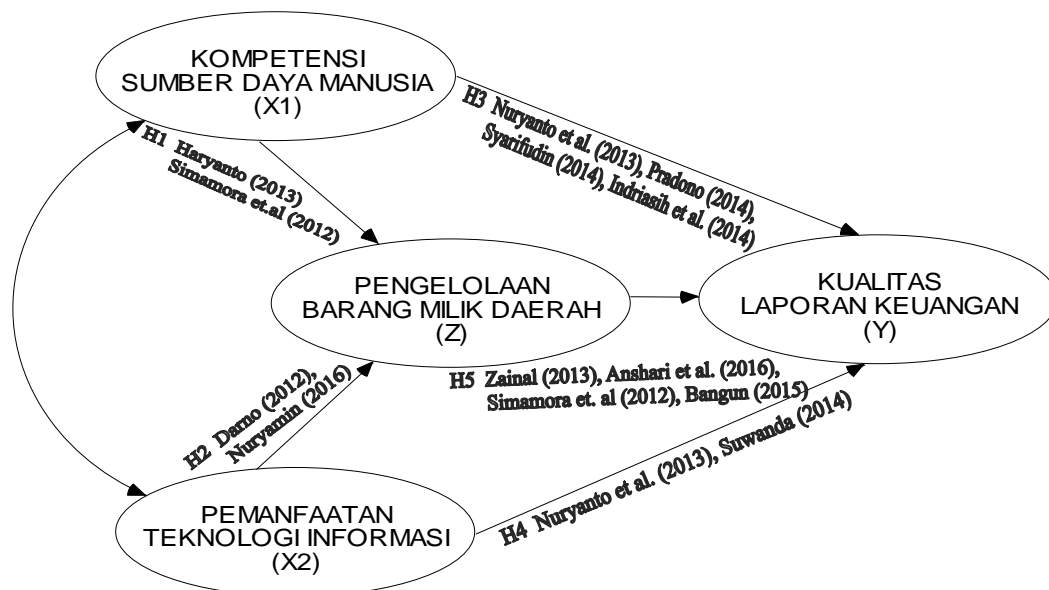 KOMPETENSI
SUMBER DAYA MANUSIA
(X1)
H1 Haryanto (2013)
Simamora et.al (2012)
H3 Nuryanto et al. (2013), Pradono (2014),
Syarifudin (2014), Indriasih et al. (2014)
PENGELOLAAN
BARANG MILIK DAERAH
(Z)
KUALITAS
LAPORAN KEUANGAN
(Y)
H2 Darno (2012),
Nuryamin (2016)
H5 Zainal (2013), Anshari et al. (2016),
Simamora et. al (2012), Bangun (2015)
H4 Nuryanto et al. (2013), Suwanda (2014)
PEMANFAATAN
TEKNOLOGI INFORMASI
(X2)